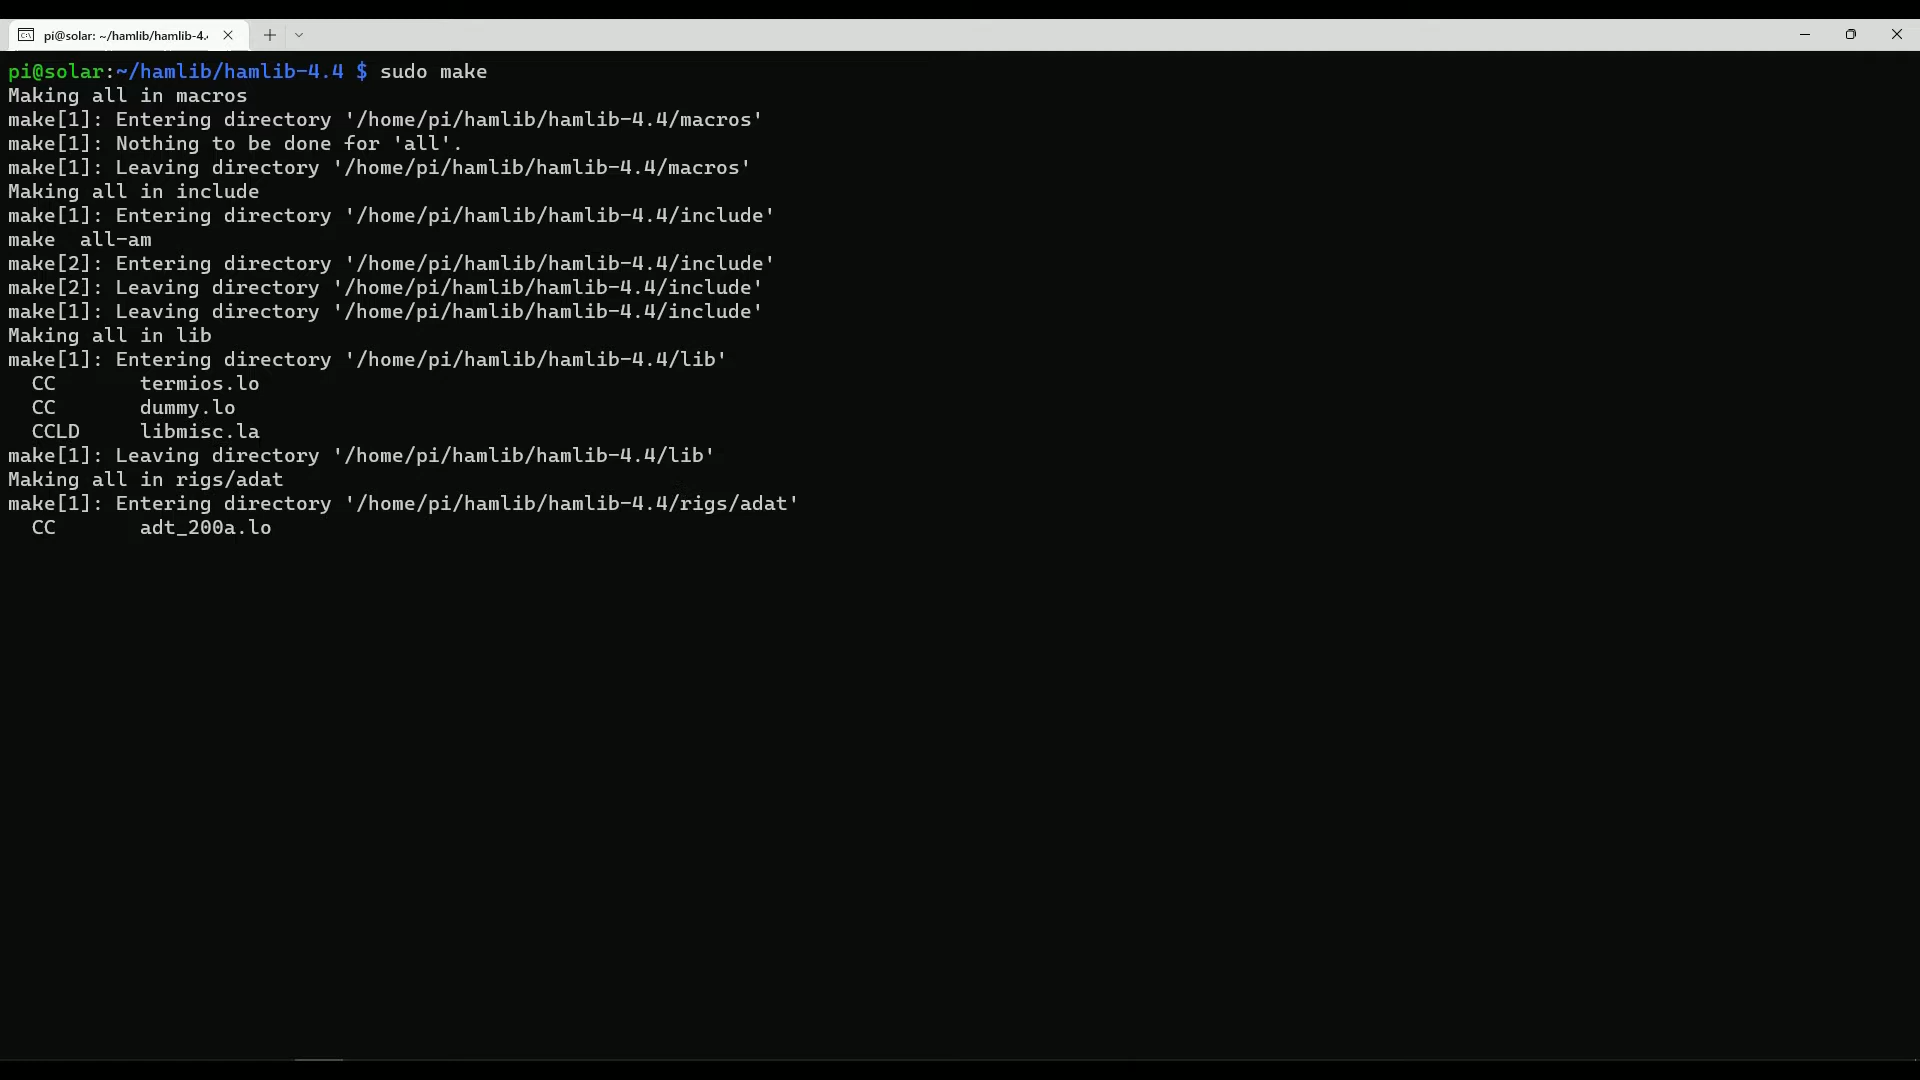 pi@solar: ~/hamlib/hamlib-4.
pi@solar:~/hamlib/hamlib-4.4 $ sudo make
Making all in macros
make[1]: Entering directory '/home/pi/hamlib/hamlib-4.4/macros'
make[1]: Nothing to be done for 'all'.
make[1]: Leaving directory '/home/pi/hamlib/hamlib-4.4/macros'
Making all in include
make[1]: Entering directory '/home/pi/hamlib/hamlib-4.4/include'
make  all-am
make[2]: Entering directory '/home/pi/hamlib/hamlib-4.4/include'
make[2]: Leaving directory '/home/pi/hamlib/hamlib-4.4/include'
make[1]: Leaving directory '/home/pi/hamlib/hamlib-4.4/include'
Making all in lib
make[1]: Entering directory '/home/pi/hamlib/hamlib-4.4/lib'
  CC       termios.lo
  CC       dummy.lo
  CCLD     libmisc.la
make[1]: Leaving directory '/home/pi/hamlib/hamlib-4.4/lib'
Making all in rigs/adat
make[1]: Entering directory '/home/pi/hamlib/hamlib-4.4/rigs/adat'
  CC       adt_200a.lo